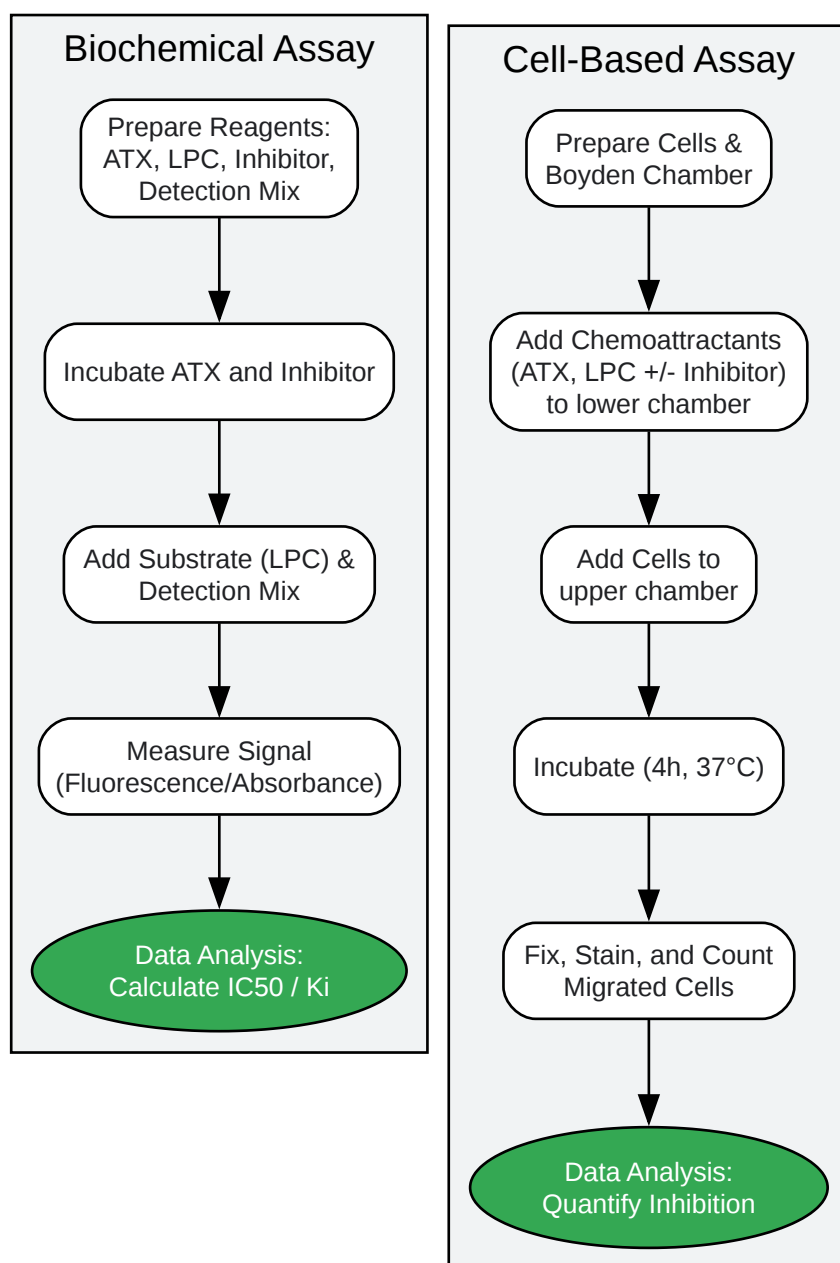 Biochemical Assay
Prepare Reagents:
ATX, LPC, Inhibitor,
Detection Mix
Incubate ATX and Inhibitor
Add Substrate (LPC) &
Detection Mix
Measure Signal
(Fluorescence/Absorbance)
Data Analysis:
Calculate IC50 / Ki
Cell-Based Assay
Prepare Cells &
Boyden Chamber
Add Chemoattractants
(ATX, LPC +/- Inhibitor)
to lower chamber
Add Cells to
upper chamber
Incubate (4h, 37°C)
Fix, Stain, and Count
Migrated Cells
Data Analysis:
Quantify Inhibition